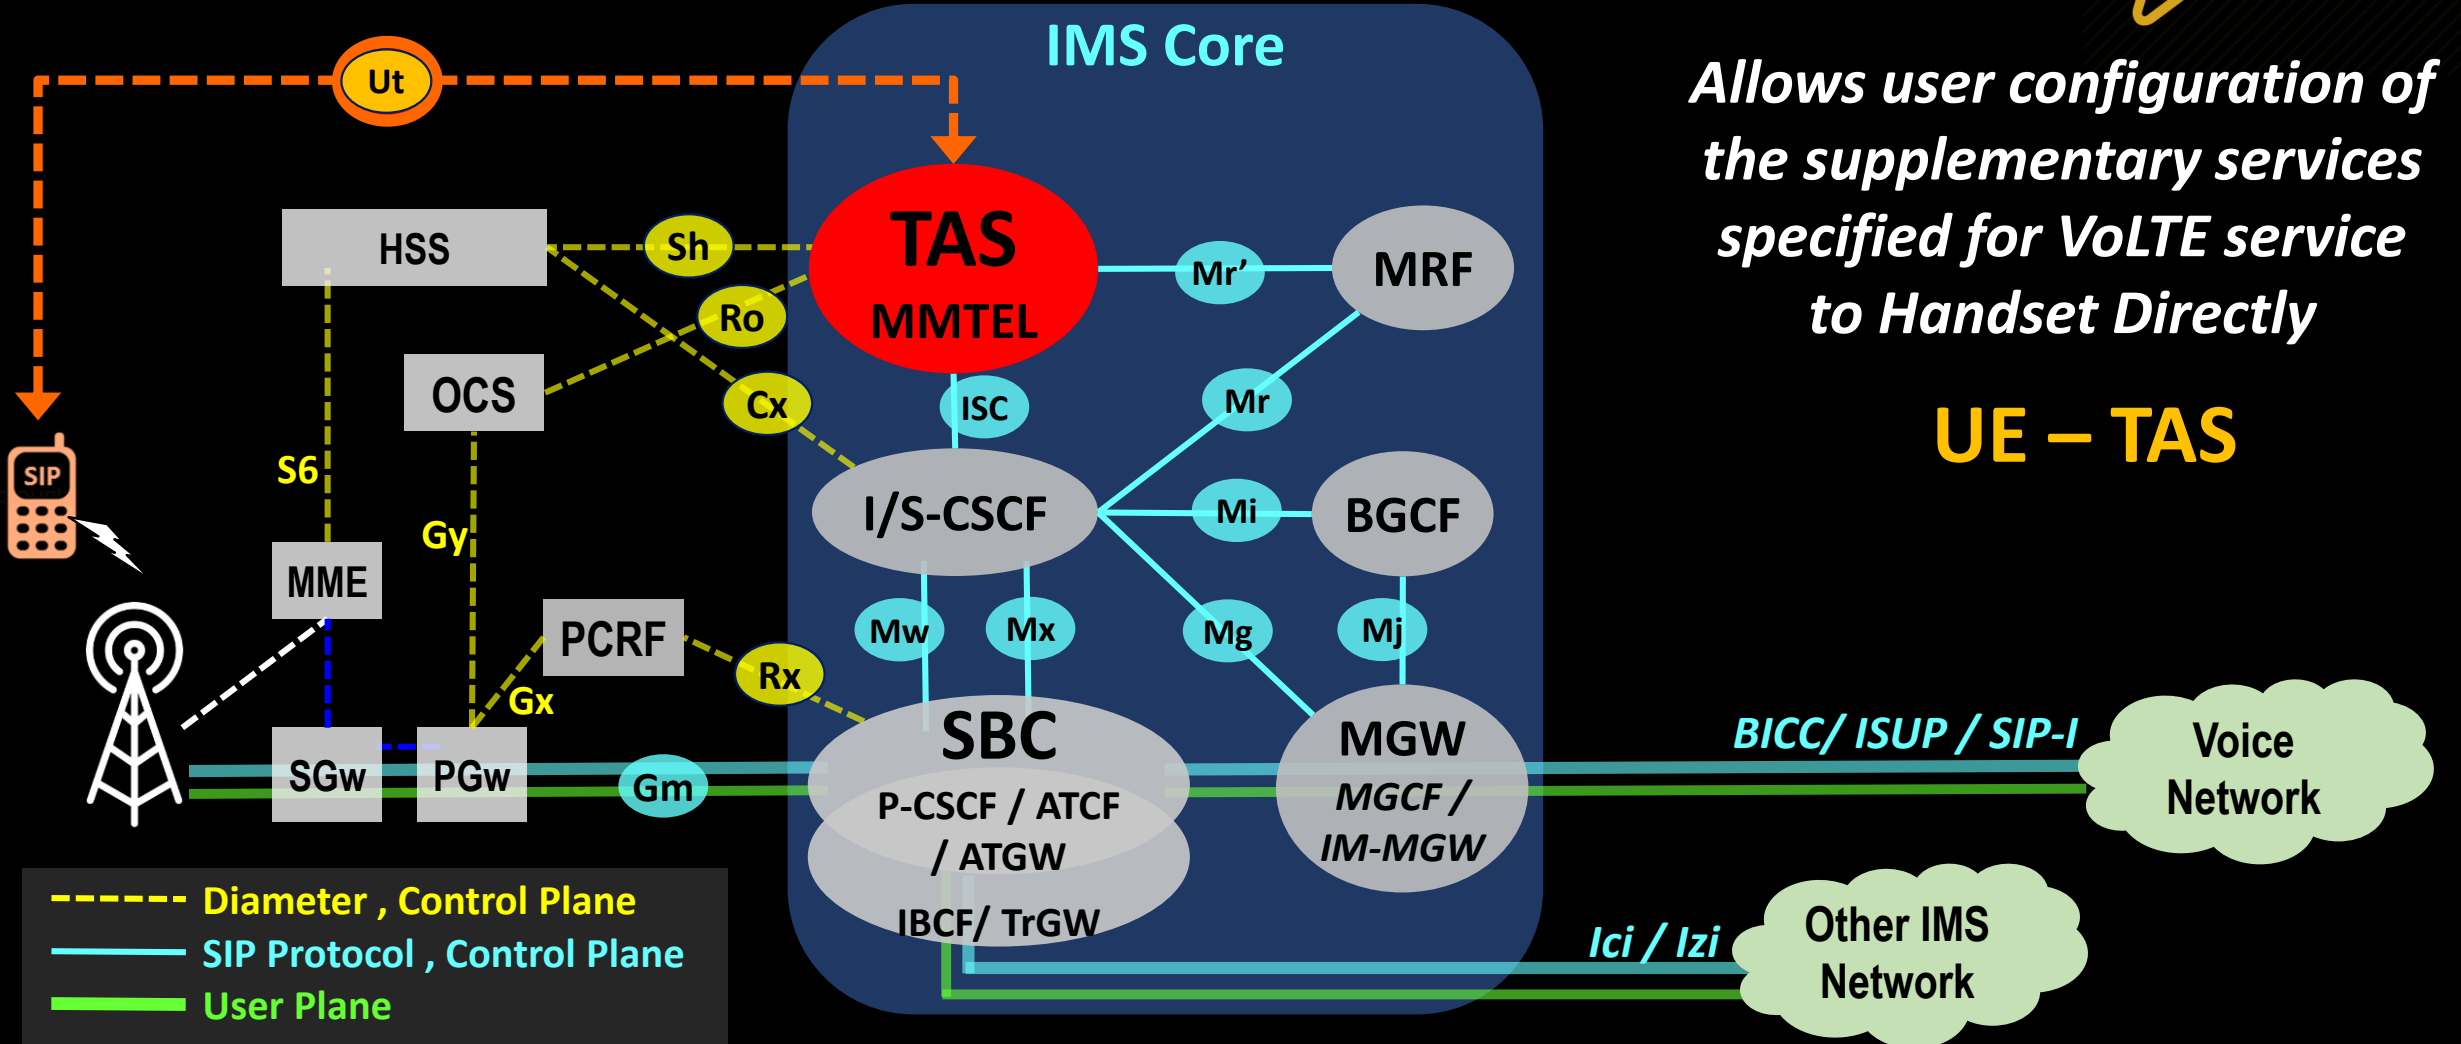 IMS Core
Ut
Allows user configuration of
the supplementary services
specified for VoLTE service
to Handset Directly
UE – TAS
HSS
Sh
TAS
MMTEL
Mr’
MRF
Ro
OCS
Cx
ISC
Mr
S6
SIP
Gy
I/S-CSCF
Mi
BGCF
MME
PCRF
Mw
Mx
Mg
Mj
Gx
Rx
SBC
MGW
BICC/ ISUP / SIP-I
Voice
Network
SGw
PGw
Gm
P-CSCF / ATCF
/ ATGW
MGCF /
IM-MGW
IBCF/ TrGW
Ici / Izi
Other IMS
Network
Diameter , Control Plane
SIP Protocol , Control Plane
User Plane